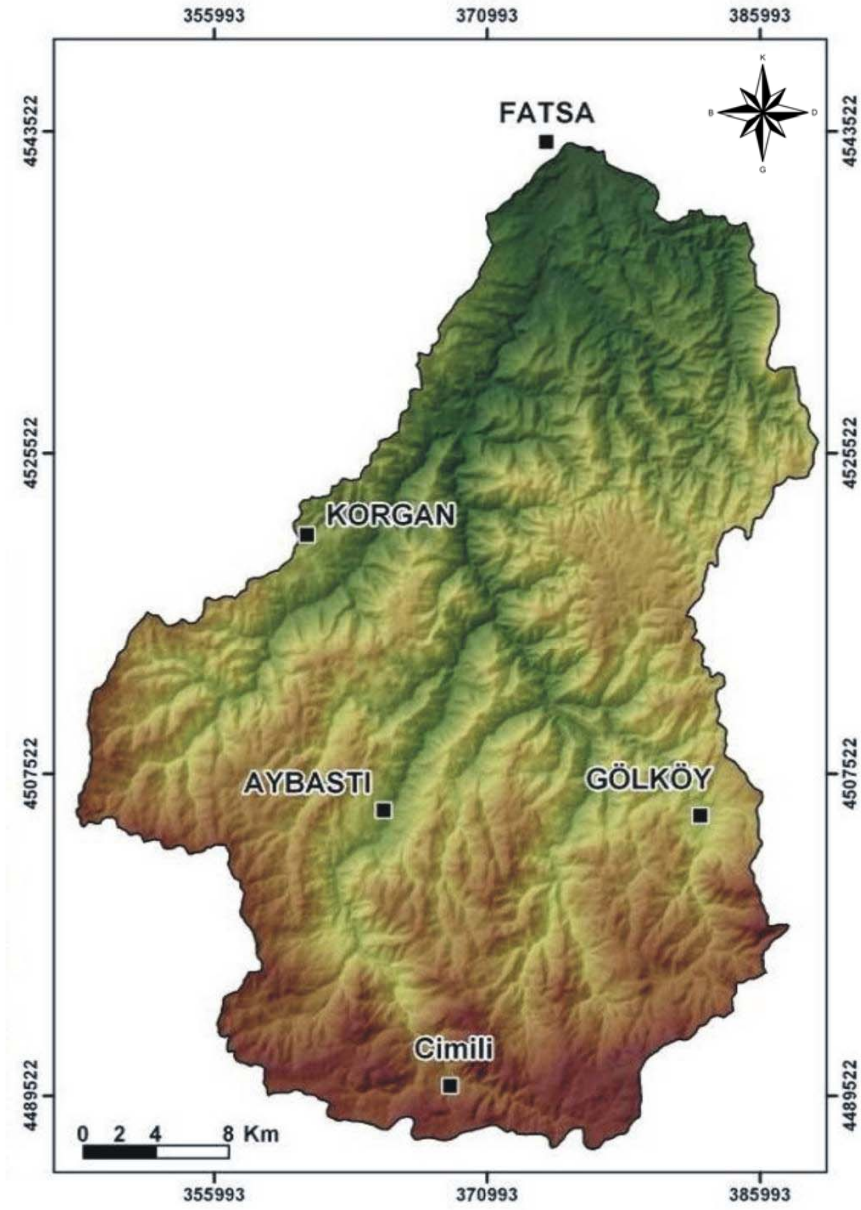 355993 370993 385993
K
B D
G
FATSA
4543522 4543522
4525522 4525522
KORGAN
4507522 4507522
AYBASTI GÖLKÖY
Cimili
4489522 4489522
0 2 4 8 Km
355993 370993 385993